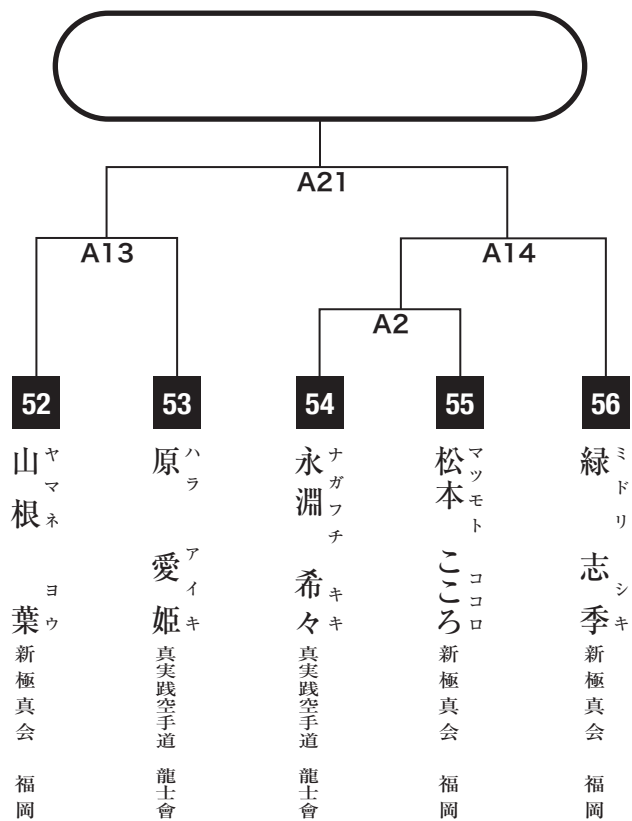 A21
A13
A14
A2
52
53
54
55
56
山根 葉
ヤマネ ヨウ
新極真会 福岡
原 愛姫
ハラ アイキ
真実践空手道 龍士會
永淵 希々
ナガフチ キキ
真実践空手道 龍士會
松本 こころ
マツモト ココロ
新極真会 福岡
緑 志季
ミドリ シキ
新極真会 福岡